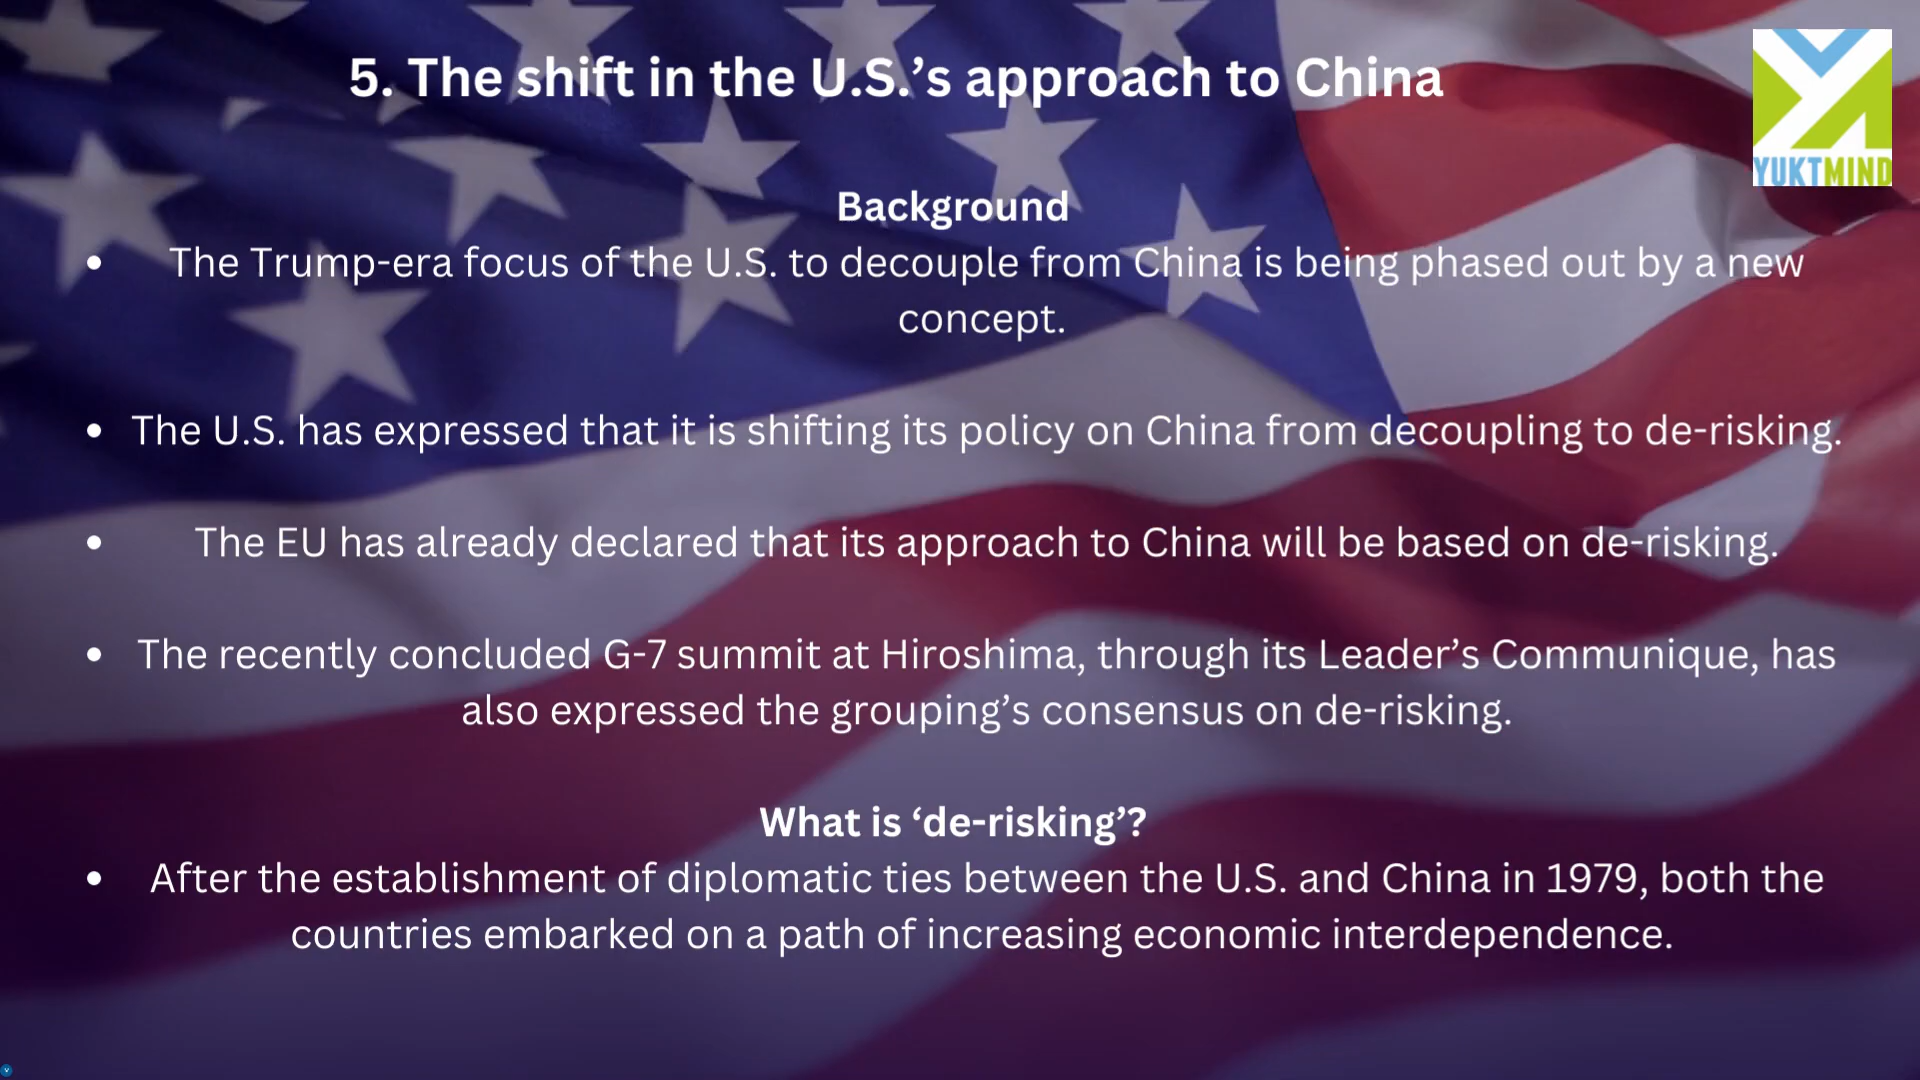 5. The shift in the U.S.’s approach to China
YUKTMIND
Background
• The Trump-era focus of the U.S. to decouple from China is being phased out by a new
concept.
• The U.S. has expressed that it is shifting its policy on China from decoupling to de-risking.
• The EU has already declared that its approach to China will be based on de-risking.
• The recently concluded G-7 summit at Hiroshima, through its Leader’s Communique, has
also expressed the grouping’s consensus on de-risking.
What is ‘de-risking’?
• After the establishment of diplomatic ties between the U.S. and China in 1979, both the
countries embarked on a path of increasing economic interdependence.